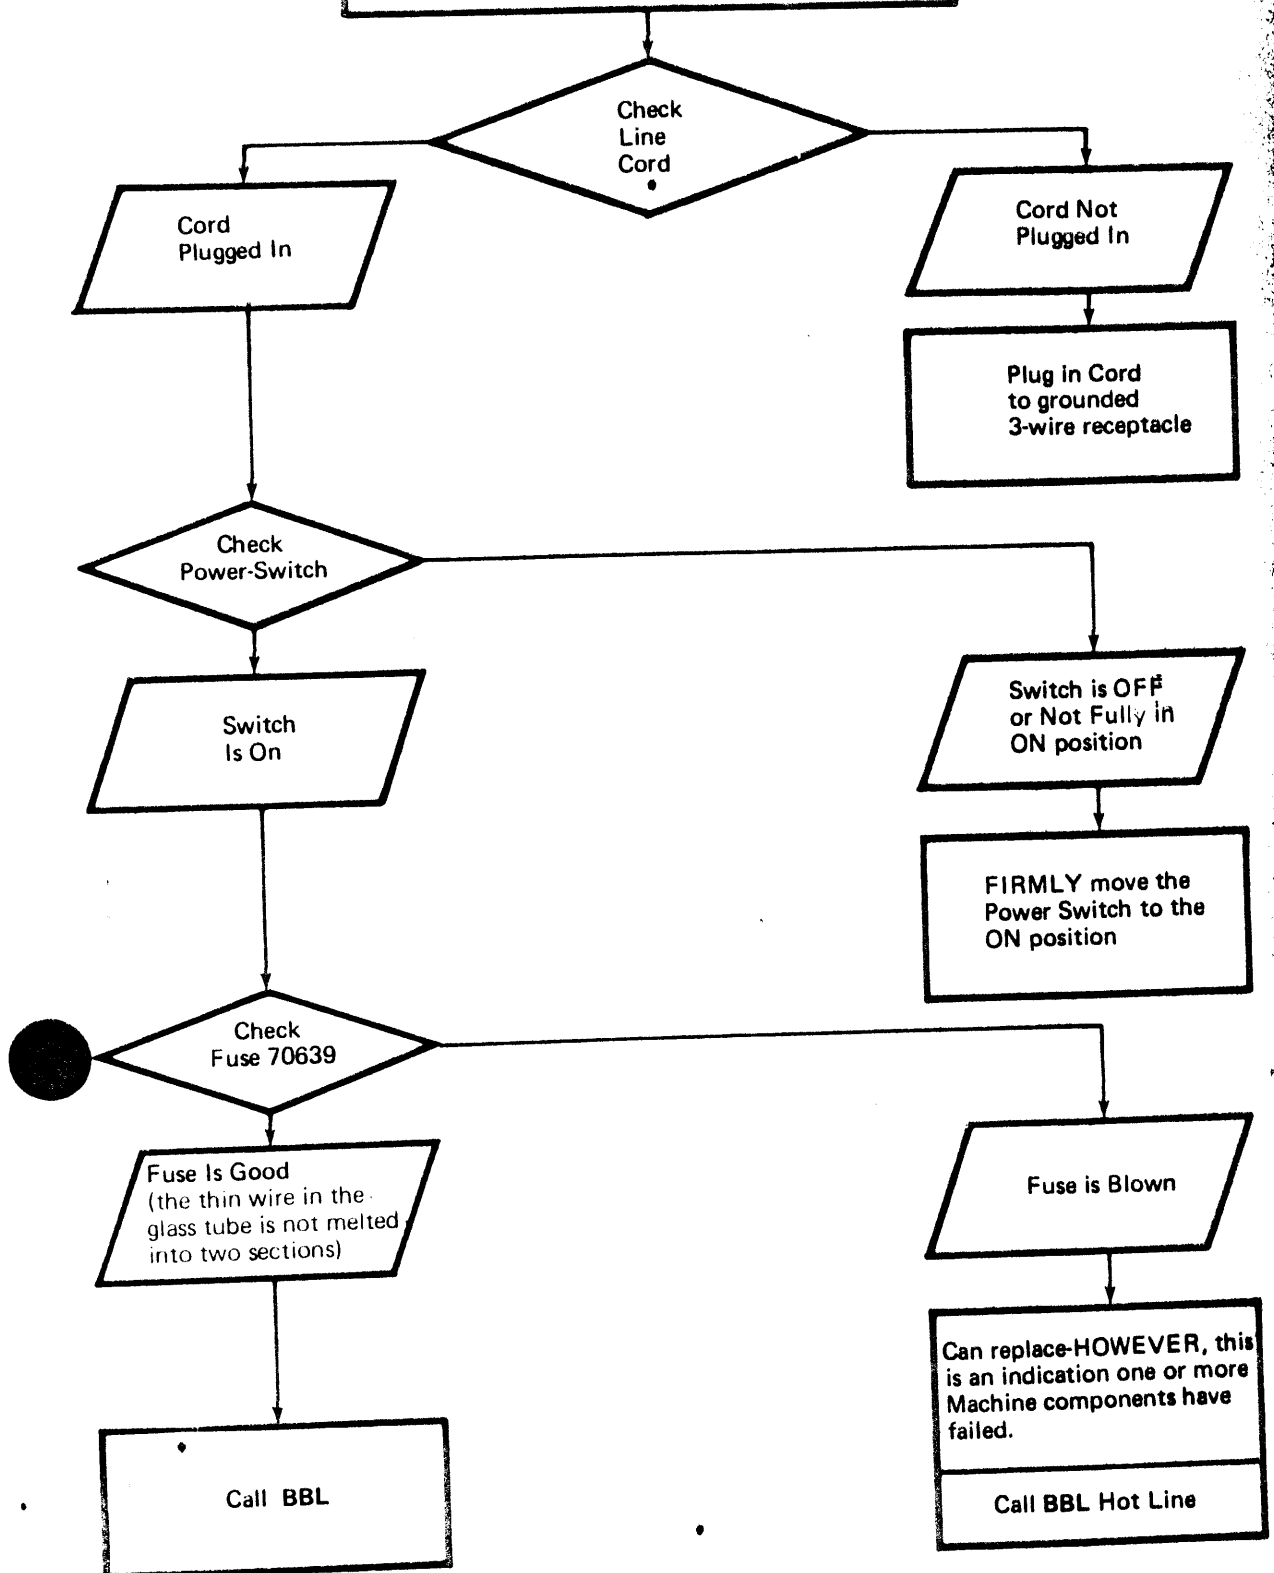 Check
Line
Cord
Cord
Plugged In
Cord Not
Plugged In
Plug in Cord
to grounded
3-wire receptacle
Check
Power-Switch
Switch
Is On
Switch is OFF
or Not Fully in
ON position
FIRMLY move the
Power Switch to the
ON position
Check
Fuse 70639
Fuse Is Good
(the thin wire in the
glass tube is not melted
into two sections)
Fuse is Blown
Can replace-HOWEVER, this
is an indication one or more
Machine components have
failed.
Call BBL
Call BBL Hot Line